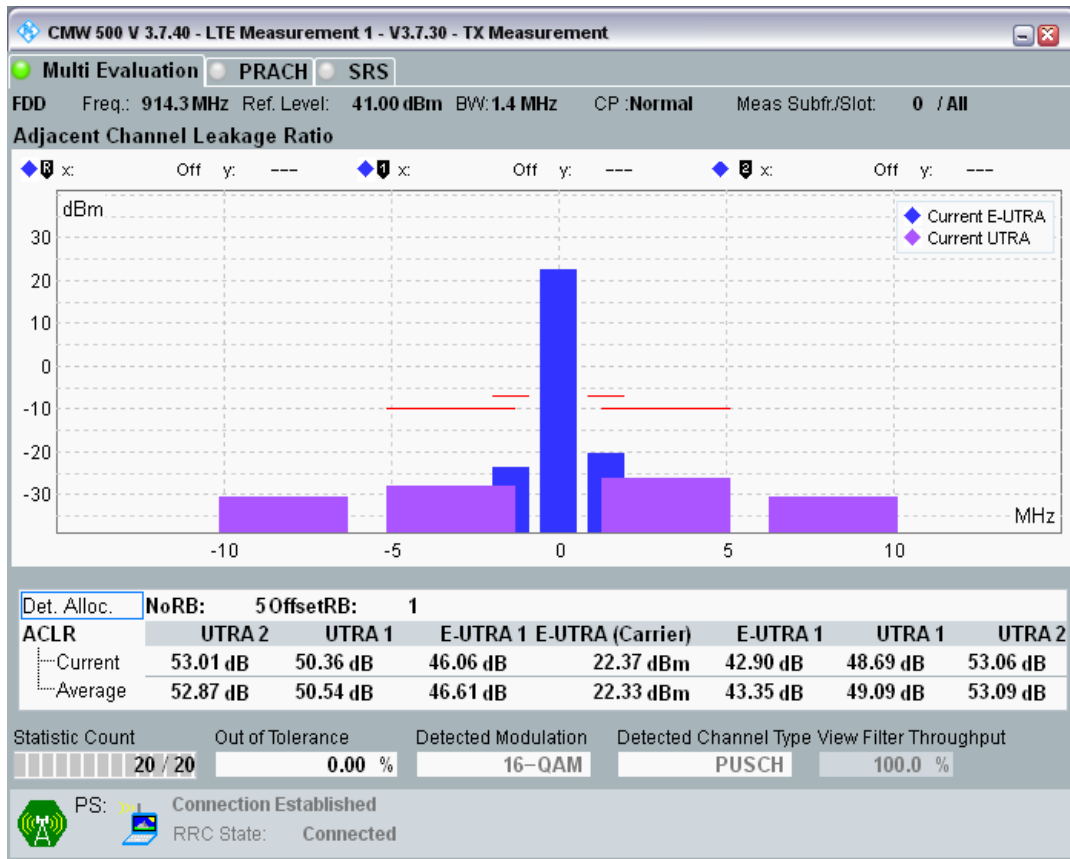 CMW 500 V 3.7.40 - LTE Measurement 1 - V3.7.30 - TX Measurement
Multi Evaluation PRACH SRS
FDD Freq.: 914.3 MHz Ref. Level: 41.00 dBm BW: 1.4 MHz CP :Normal Meas Subfr./Slot: 0 / All
Adjacent Channel Leakage Ratio
R x: Off y: --- 1 x: Off y: --- 2 x: Off y: ---
dBm
Current E-UTRA
Current UTRA
30
20
10
0
-10
-20
-30
MHz
-10 -5 0 5 10
Det. Alloc. NoRB: 5 OffsetRB: 1
ACLR UTRA 2 UTRA 1 E-UTRA 1 E-UTRA (Carrier) E-UTRA 1 UTRA 1 UTRA 2
Current 53.01 dB 50.36 dB 46.06 dB 22.37 dBm 42.90 dB 48.69 dB 53.06 dB
Average 52.87 dB 50.54 dB 46.61 dB 22.33 dBm 43.35 dB 49.09 dB 53.09 dB
Statistic Count Out of Tolerance Detected Modulation Detected Channel Type View Filter Throughput
20 / 20 0.00 % 16-QAM PUSCH 100.0 %
PS: Connection Established
RRC State: Connected